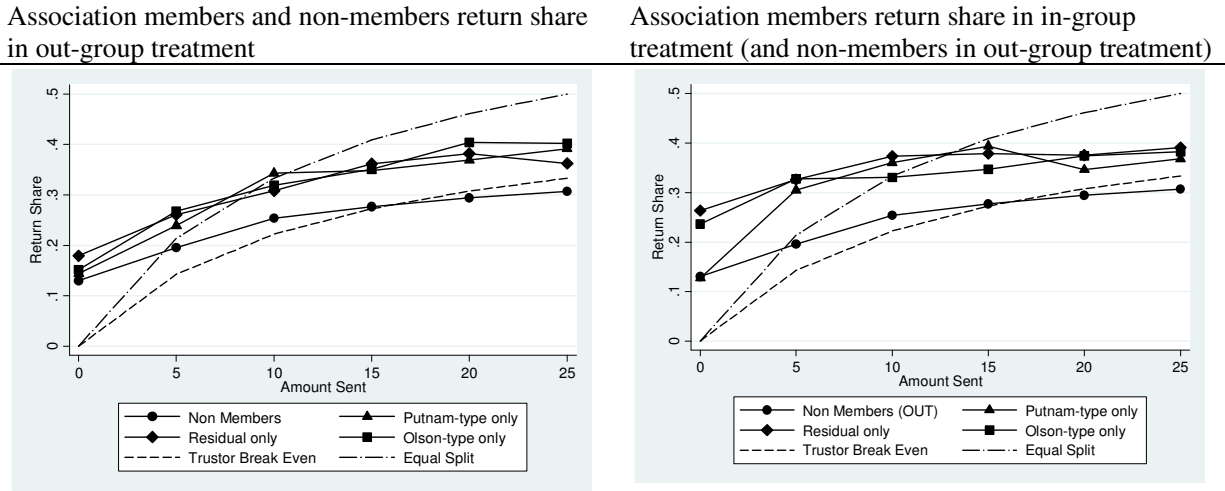 Association members and non-members return share
in out-group treatment
Association members return share in in-group
treatment (and non-members in out-group treatment)
.5
.4
.3
.2
.1
0
Return Share
0 5 10 15 20 25
Amount Sent
Non Members
Putnam-type only
Residual only
Olson-type only
Trustor Break Even
Equal Split
.5
.4
.3
.2
.1
0
Return Share
0 5 10 15 20 25
Amount Sent
Non Members (OUT)
Putnam-type only
Residual only
Olson-type only
Trustor Break Even
Equal Split